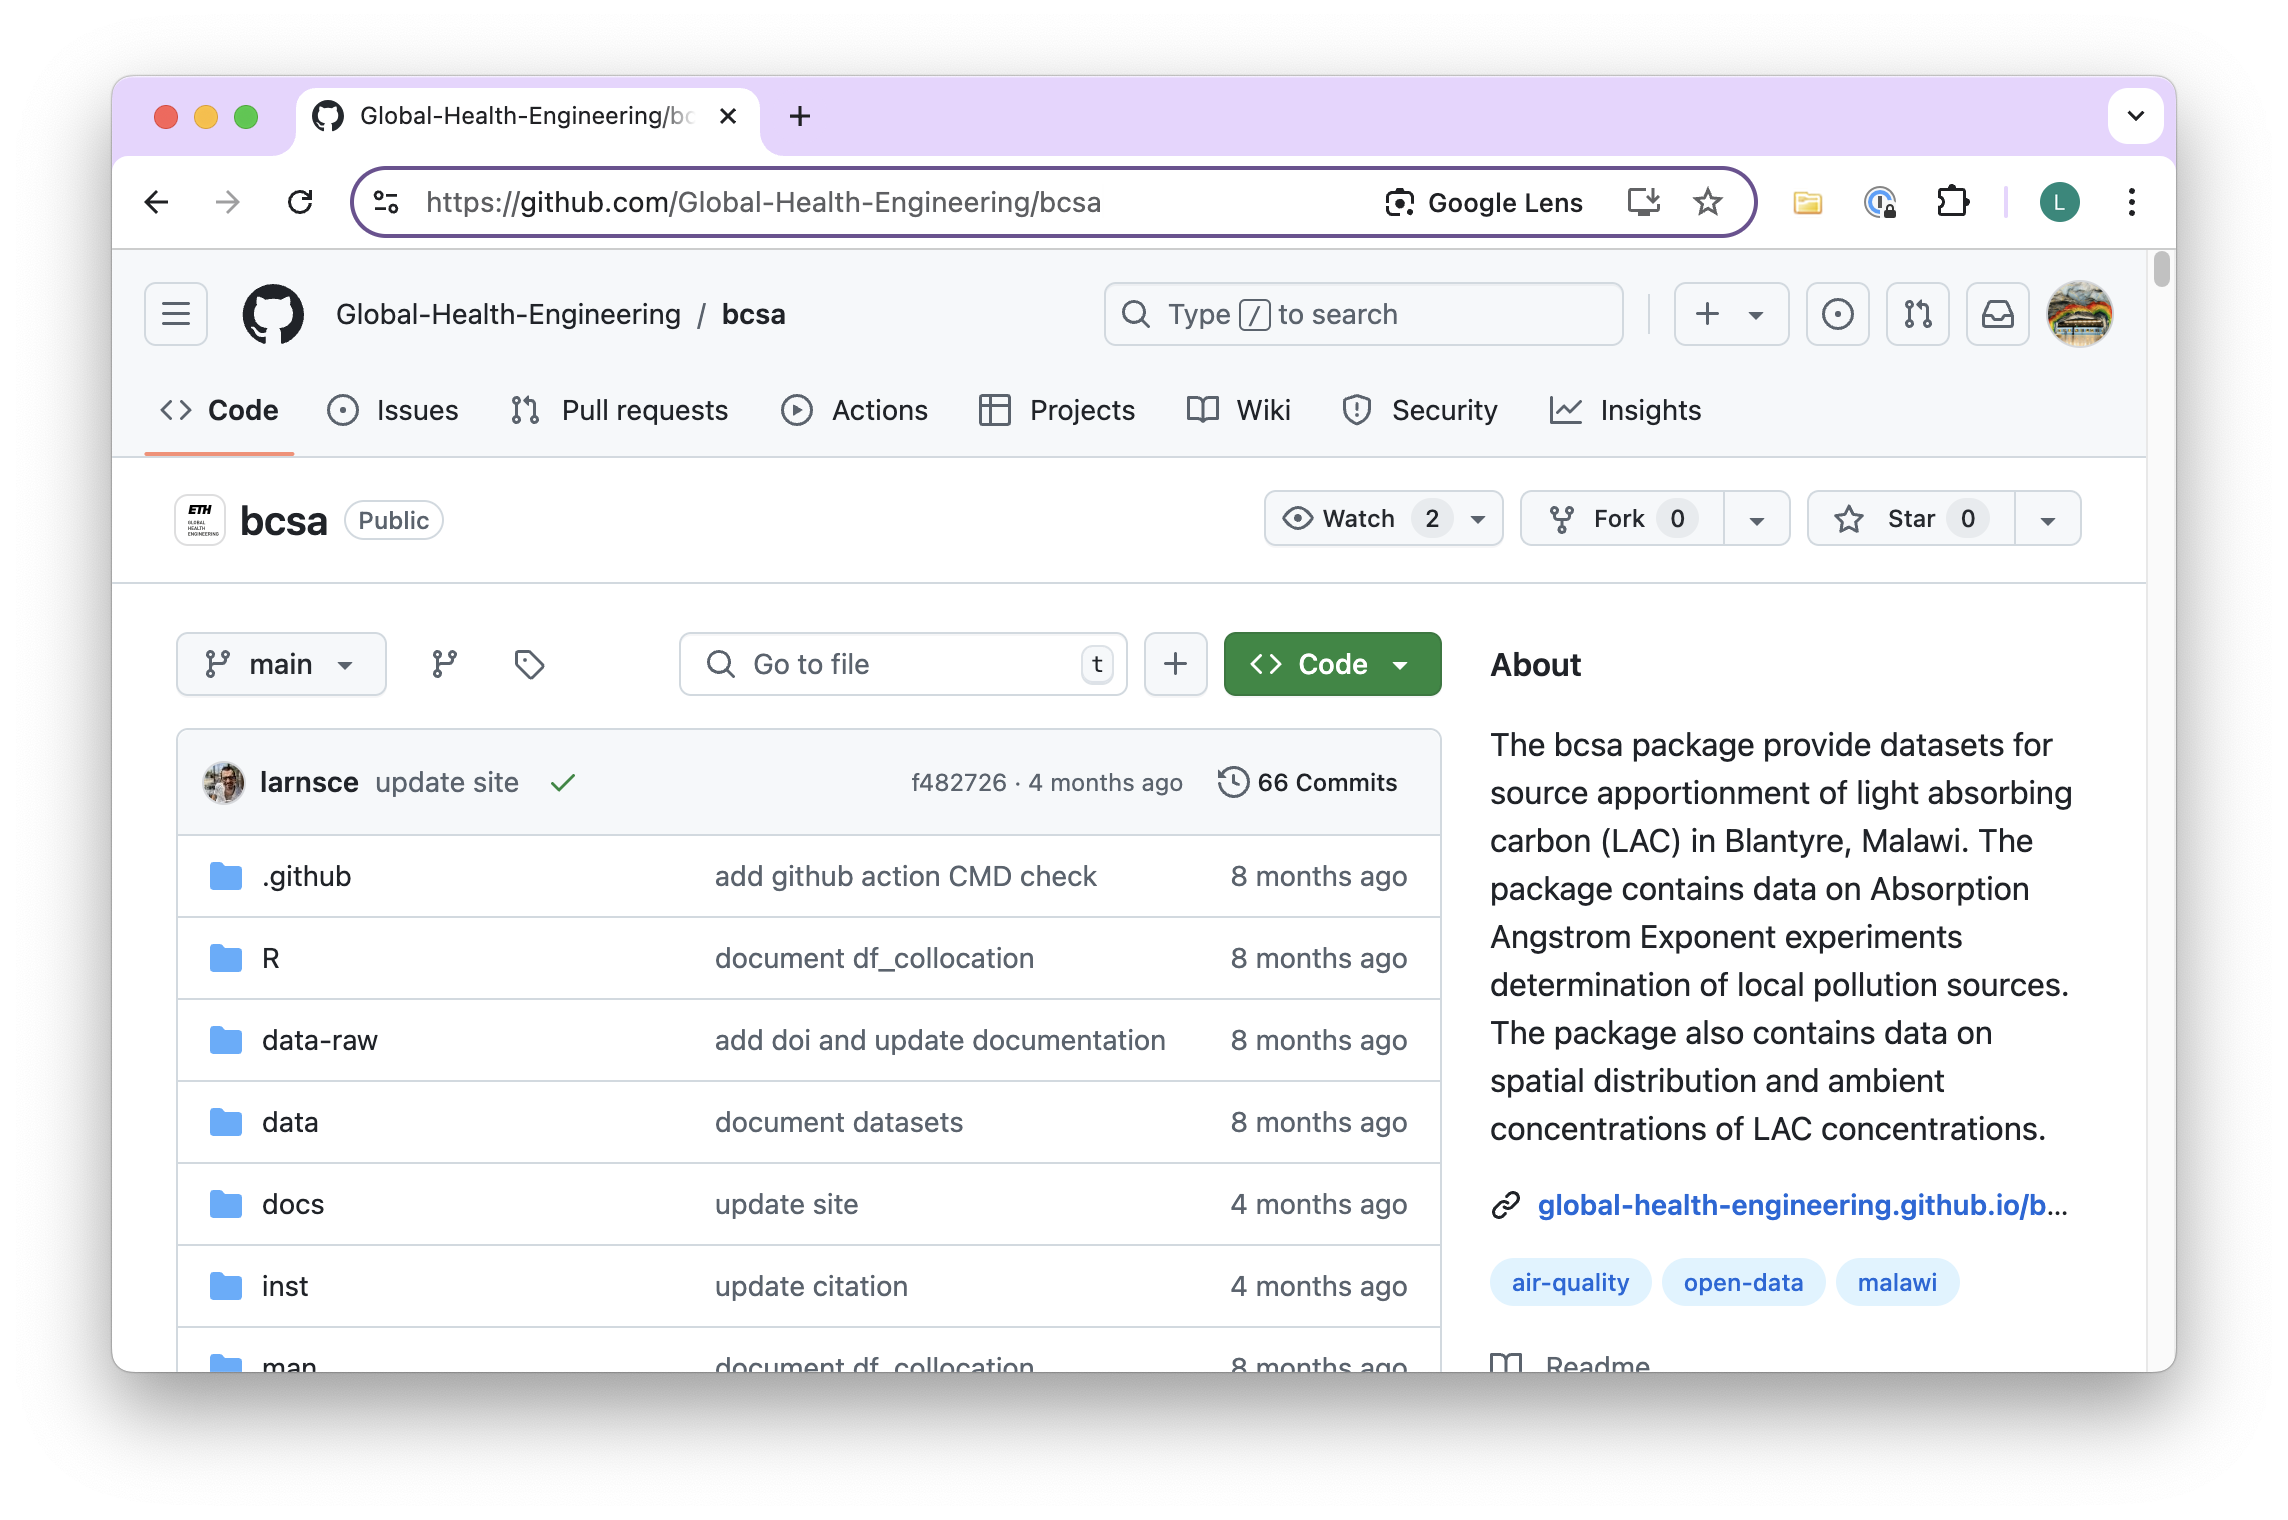 Global-Health-Engineering/bc
https://github.com/Global-Health-Engineering/bcsa
Google Lens
L
Global-Health-Engineering / bcsa
Type / to search
Code
Issues
Pull requests
Actions
Projects
Wiki
Security
Insights
ETH
GLOBAL
HEALTH
ENGINEERING
bcsa
Public
Watch 2
Fork 0
Star 0
main
Go to file
t
Code
larnsce update site
f482726 · 4 months ago
66 Commits
.github add github action CMD check 8 months ago
R document df_collocation 8 months ago
data-raw add doi and update documentation 8 months ago
data document datasets 8 months ago
docs update site 4 months ago
inst update citation 4 months ago
man document df_collocation 8 months ago
About
The bcsa package provide datasets for
source apportionment of light absorbing
carbon (LAC) in Blantyre, Malawi. The
package contains data on Absorption
Angstrom Exponent experiments
determination of local pollution sources.
The package also contains data on
spatial distribution and ambient
concentrations of LAC concentrations.
global-health-engineering.github.io/b...
air-quality
open-data
malawi
Readme